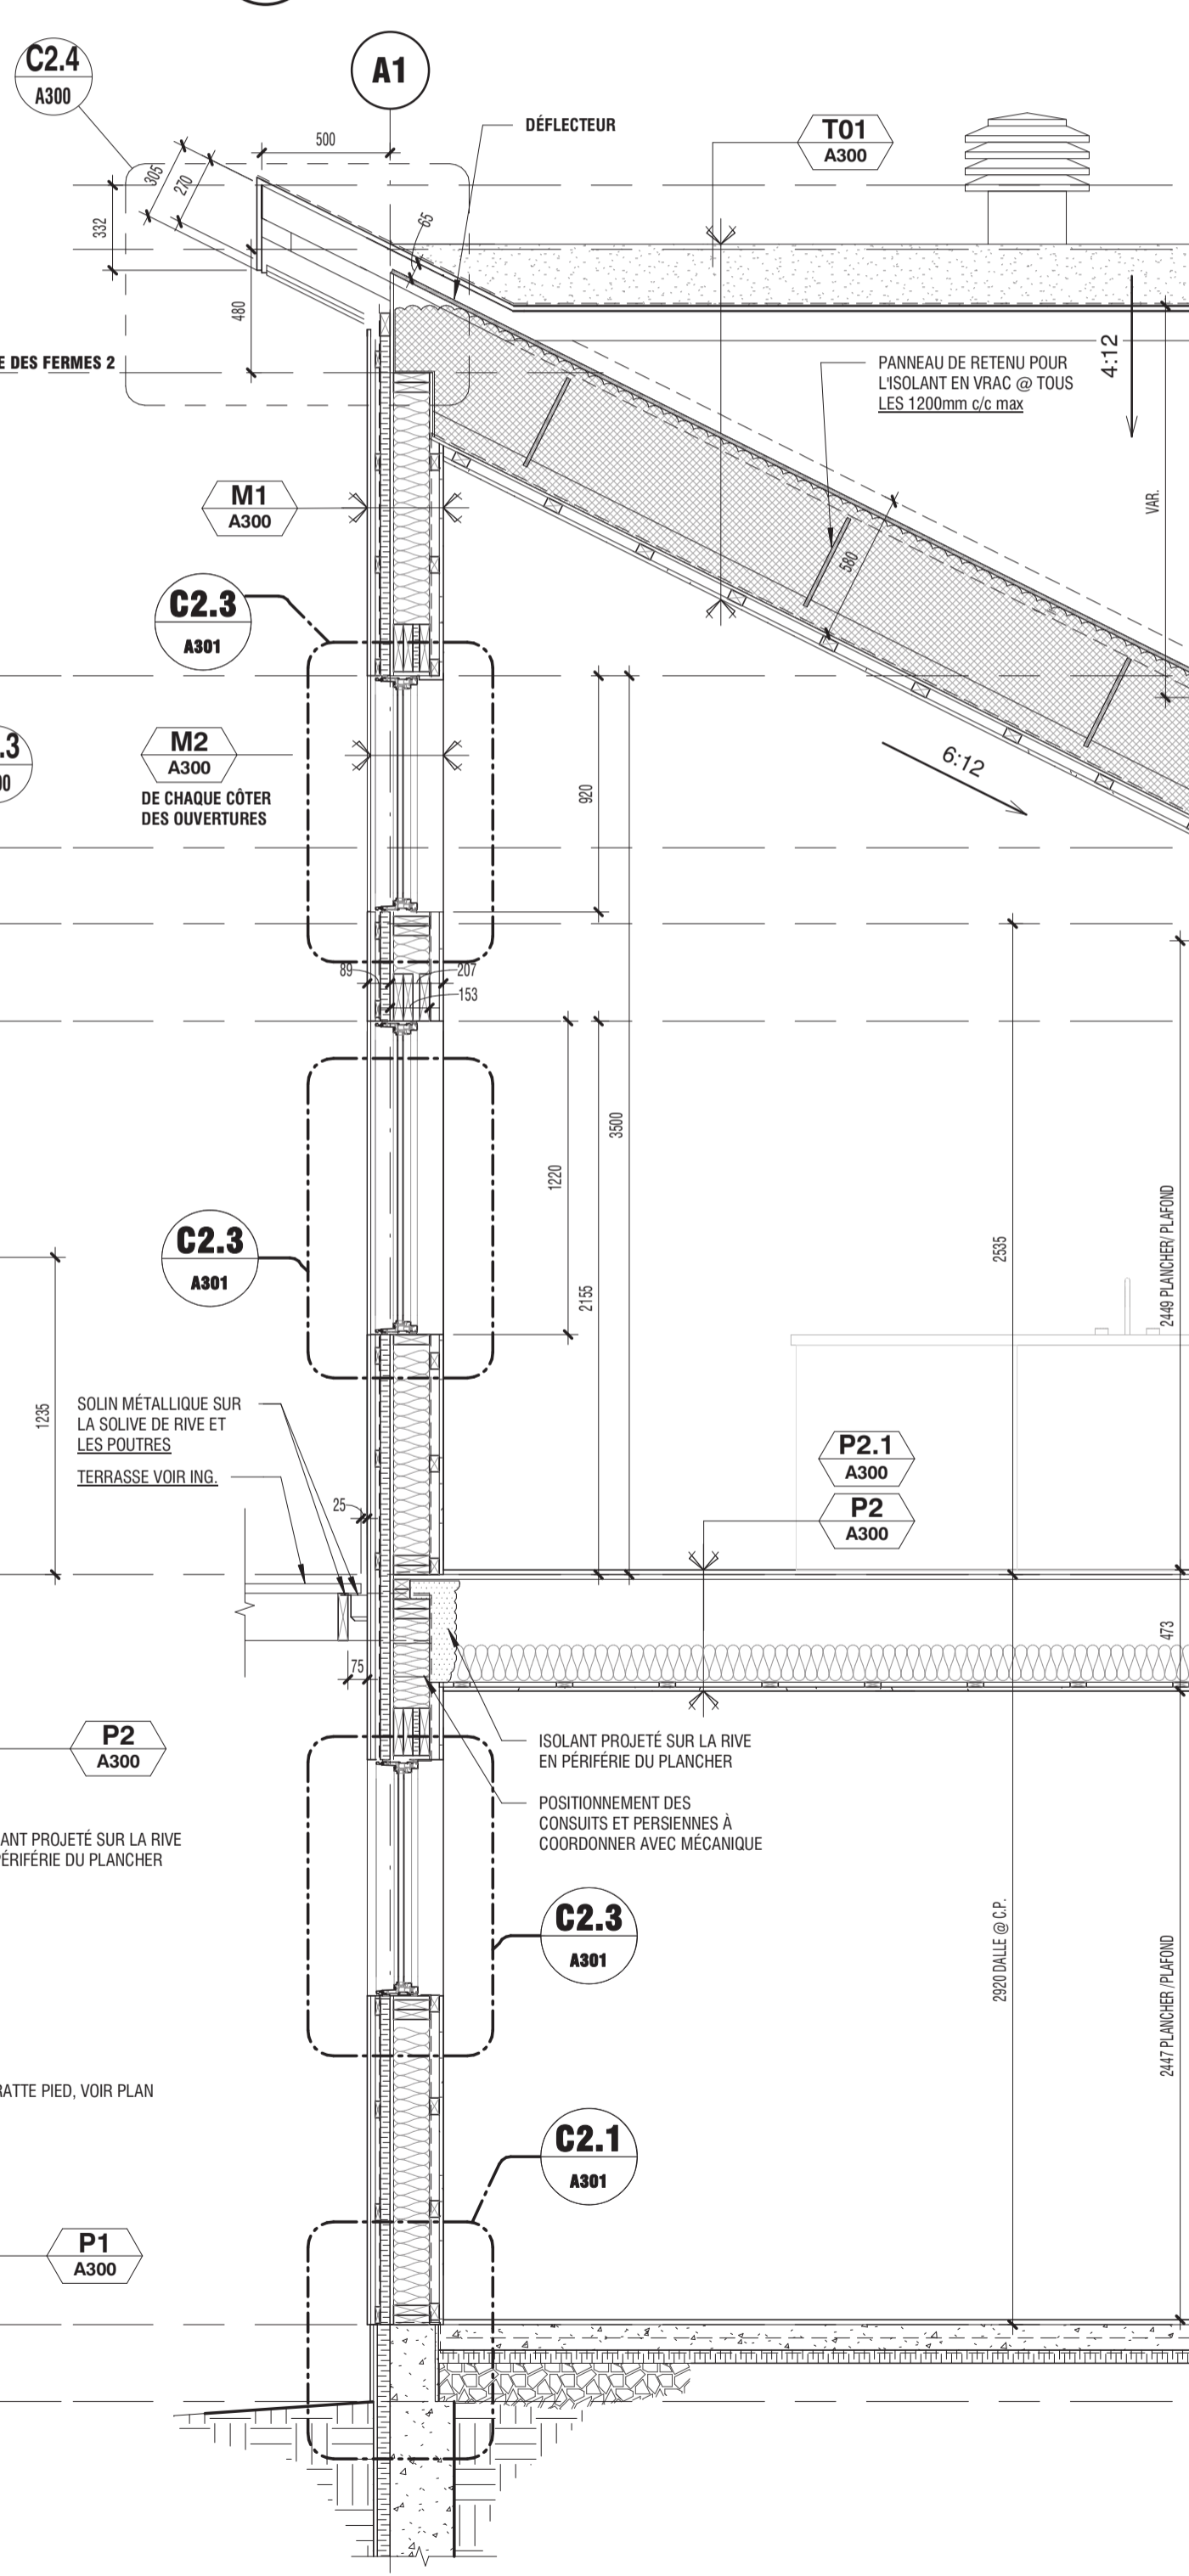 C2.4
A300
A1
500
DÉFLECTEUR
T01
A300
305
270
332
65
480
4:12
E DES FERMES 2
PANNEAU DE RETENU POUR
L'ISOLANT EN VRAC @ TOUS
LES 1200mm c/c max
VAR.
M1
A300
580
C2.3
A301
M2
A300
DE CHAQUE CÔTER
DES OUVERTURES
.3
00
6:12
920
89
207
153
3500
1220
2155
2535
2449 PLANCHER/ PLAFOND
C2.3
A301
1235
SOLIN MÉTALLIQUE SUR
LA SOLIVE DE RIVE ET
LES POUTRES
TERRASSE VOIR ING.
25
P2.1
A300
P2
A300
473
75
P2
A300
ISOLANT PROJETÉ SUR LA RIVE
EN PÉRIFÉRIE DU PLANCHER
POSITIONNEMENT DES
CONSUITS ET PERSIENNES À
COORDONNER AVEC MÉCANIQUE
ANT PROJETÉ SUR LA RIVE
PÉRIFÉRIE DU PLANCHER
C2.3
A301
2920 DALLE @ C.P.
2447 PLANCHER /PLAFOND
RATTE PIED, VOIR PLAN
C2.1
A301
P1
A300